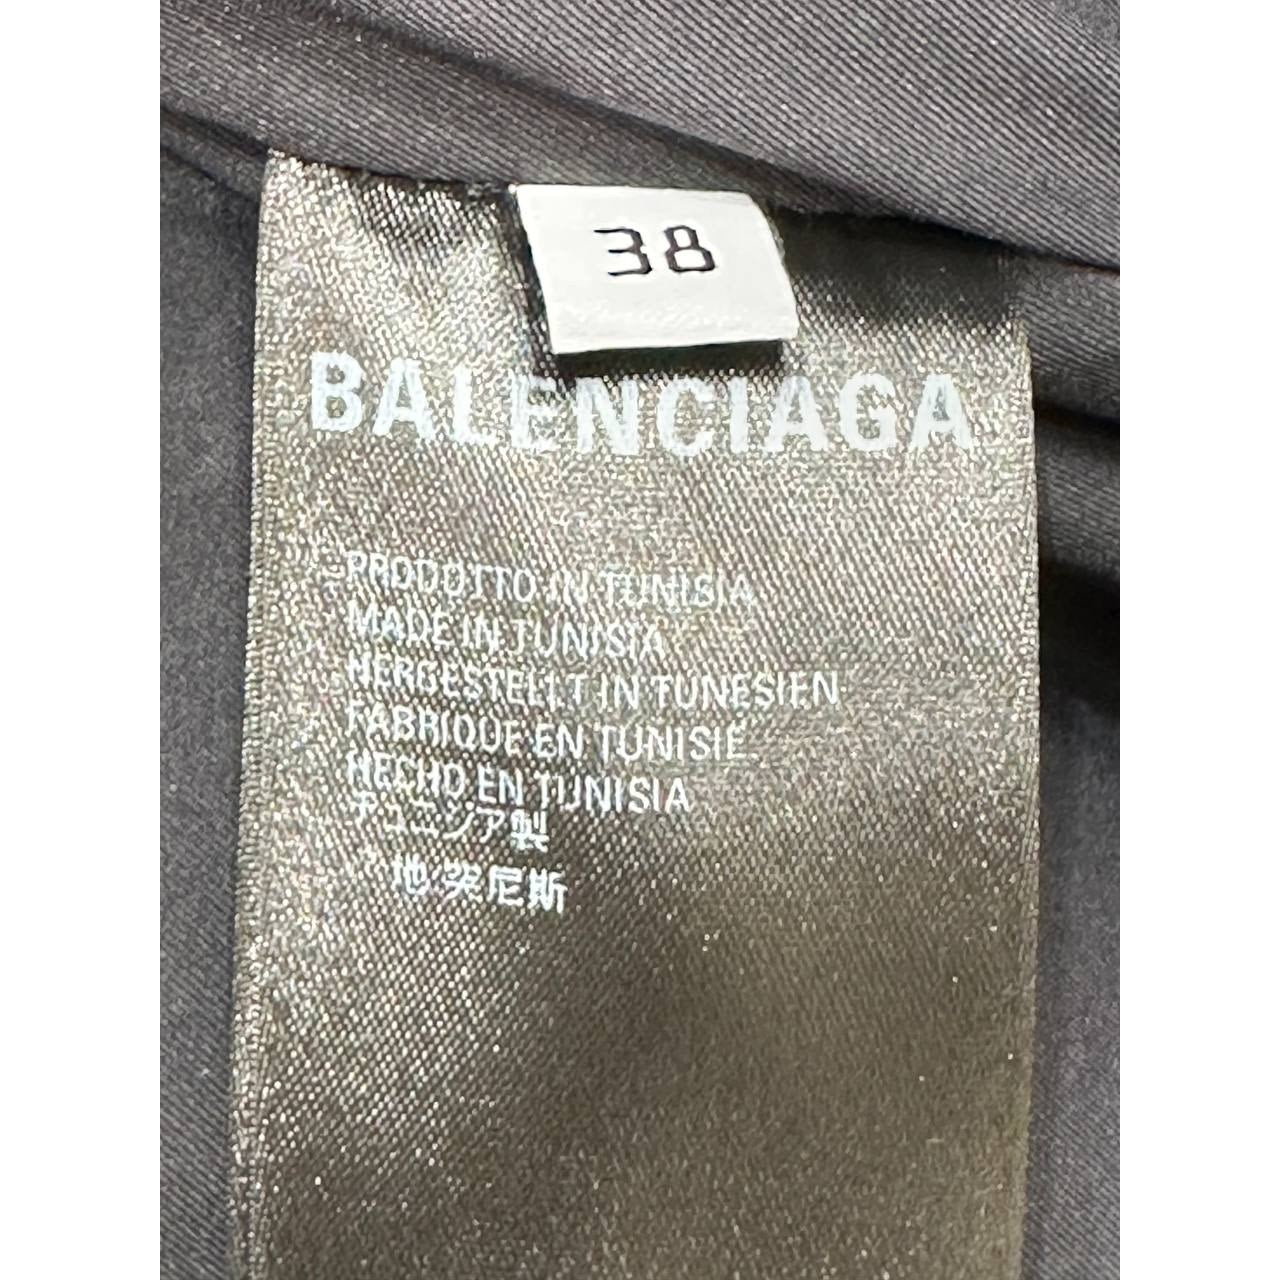 38
BALENCIAGA
PRODOTTO IN TUNISIA
MADE IN TUNISIA
HERGESTELLT IN TUNESIEN
FABRIQUE EN TUNISIE
HECHO EN TUNISIA
チュニジア製
地:突尼斯